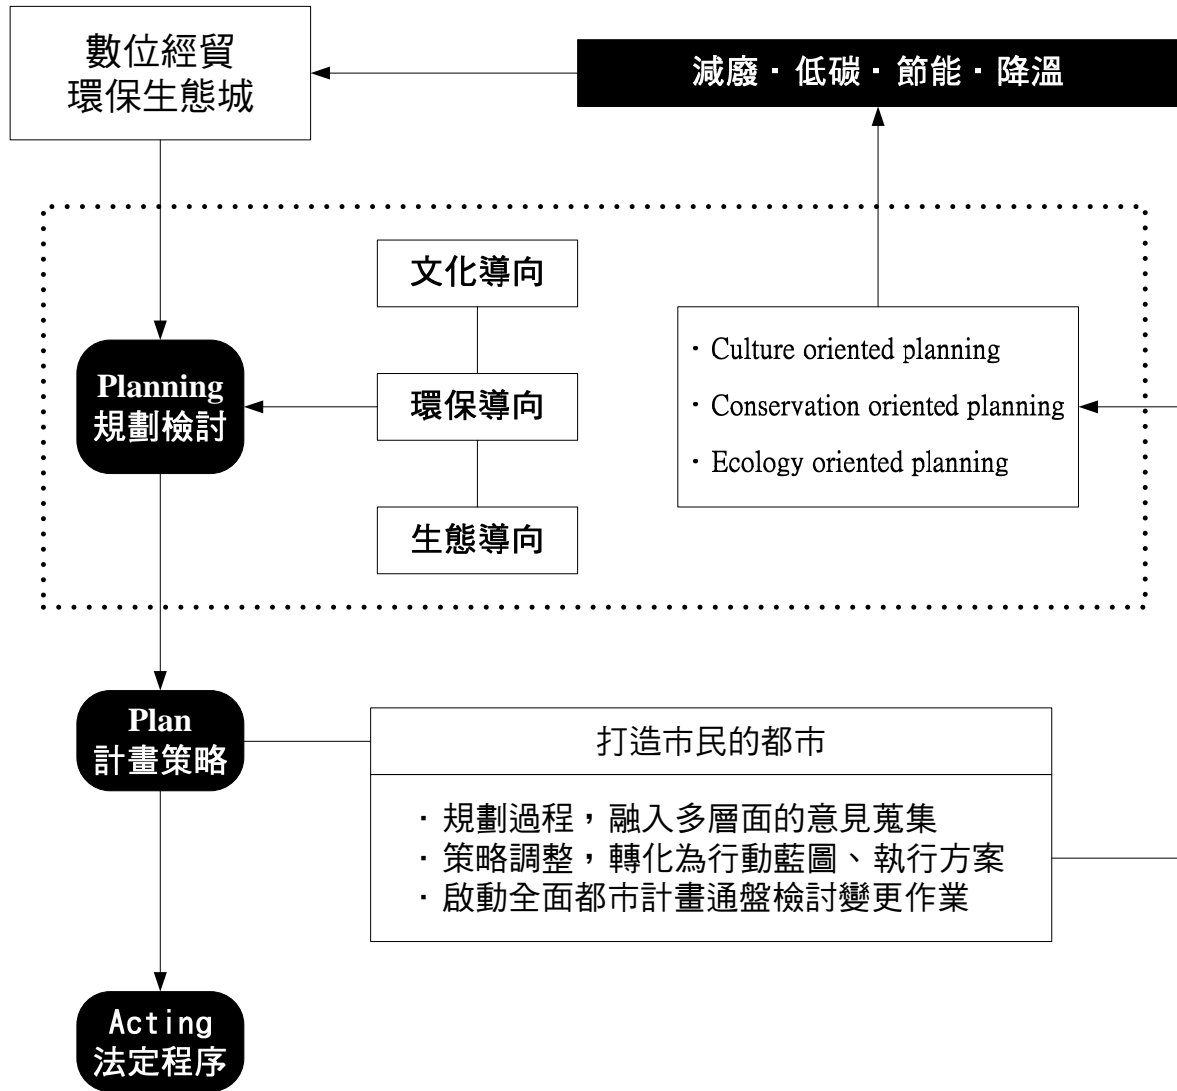 數位經貿
環保生態城
減廢‧低碳‧節能‧降溫
文化導向
環保導向
生態導向
Planning
規劃檢討
‧Culture oriented planning
‧Conservation oriented planning
‧Ecology oriented planning
Plan
計畫策略
打造市民的都市
‧規劃過程，融入多層面的意見蒐集
‧策略調整，轉化為行動藍圖、執行方案
‧啟動全面都市計畫通盤檢討變更作業
Acting
法定程序